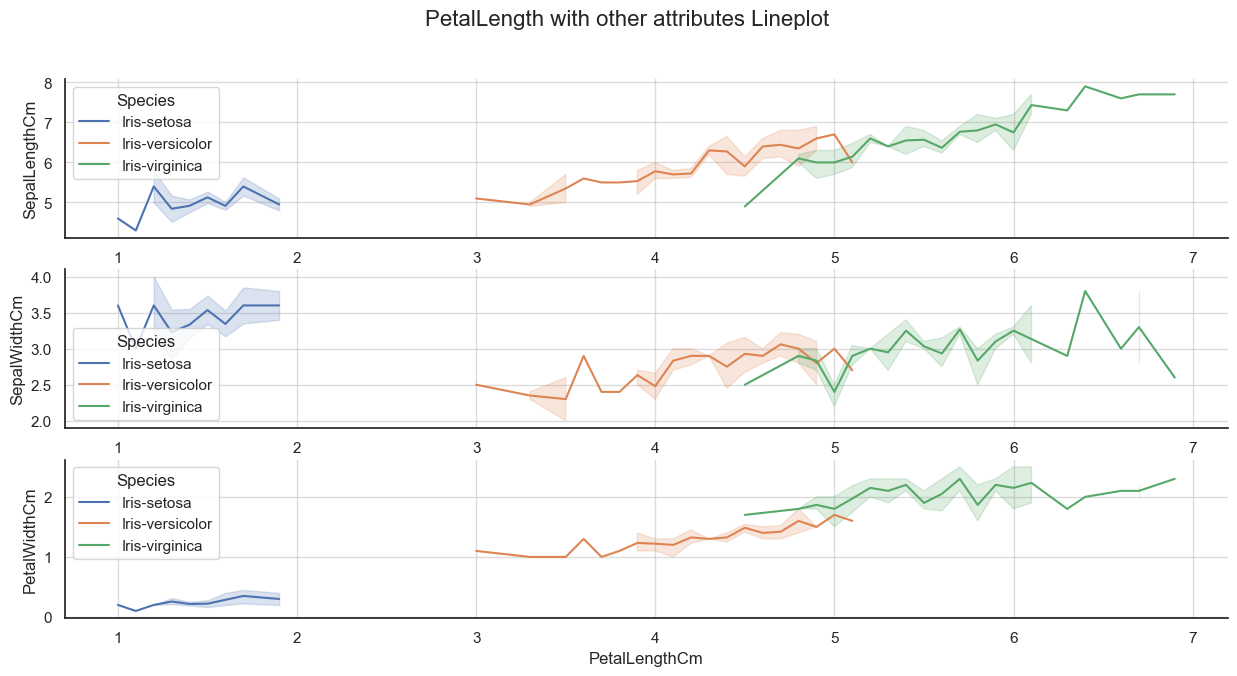 PetalLength with other attributes Lineplot
SepalLengthCm
8
7
6
5
Species
Iris-setosa
Iris-versicolor
Iris-virginica
1 2 3 4 5 6 7
SepalWidthCm
4.0
3.5
3.0
2.5
2.0
Species
Iris-setosa
Iris-versicolor
Iris-virginica
1 2 3 4 5 6 7
PetalWidthCm
2
1
0
Species
Iris-setosa
Iris-versicolor
Iris-virginica
1 2 3 4 5 6 7
PetalLengthCm